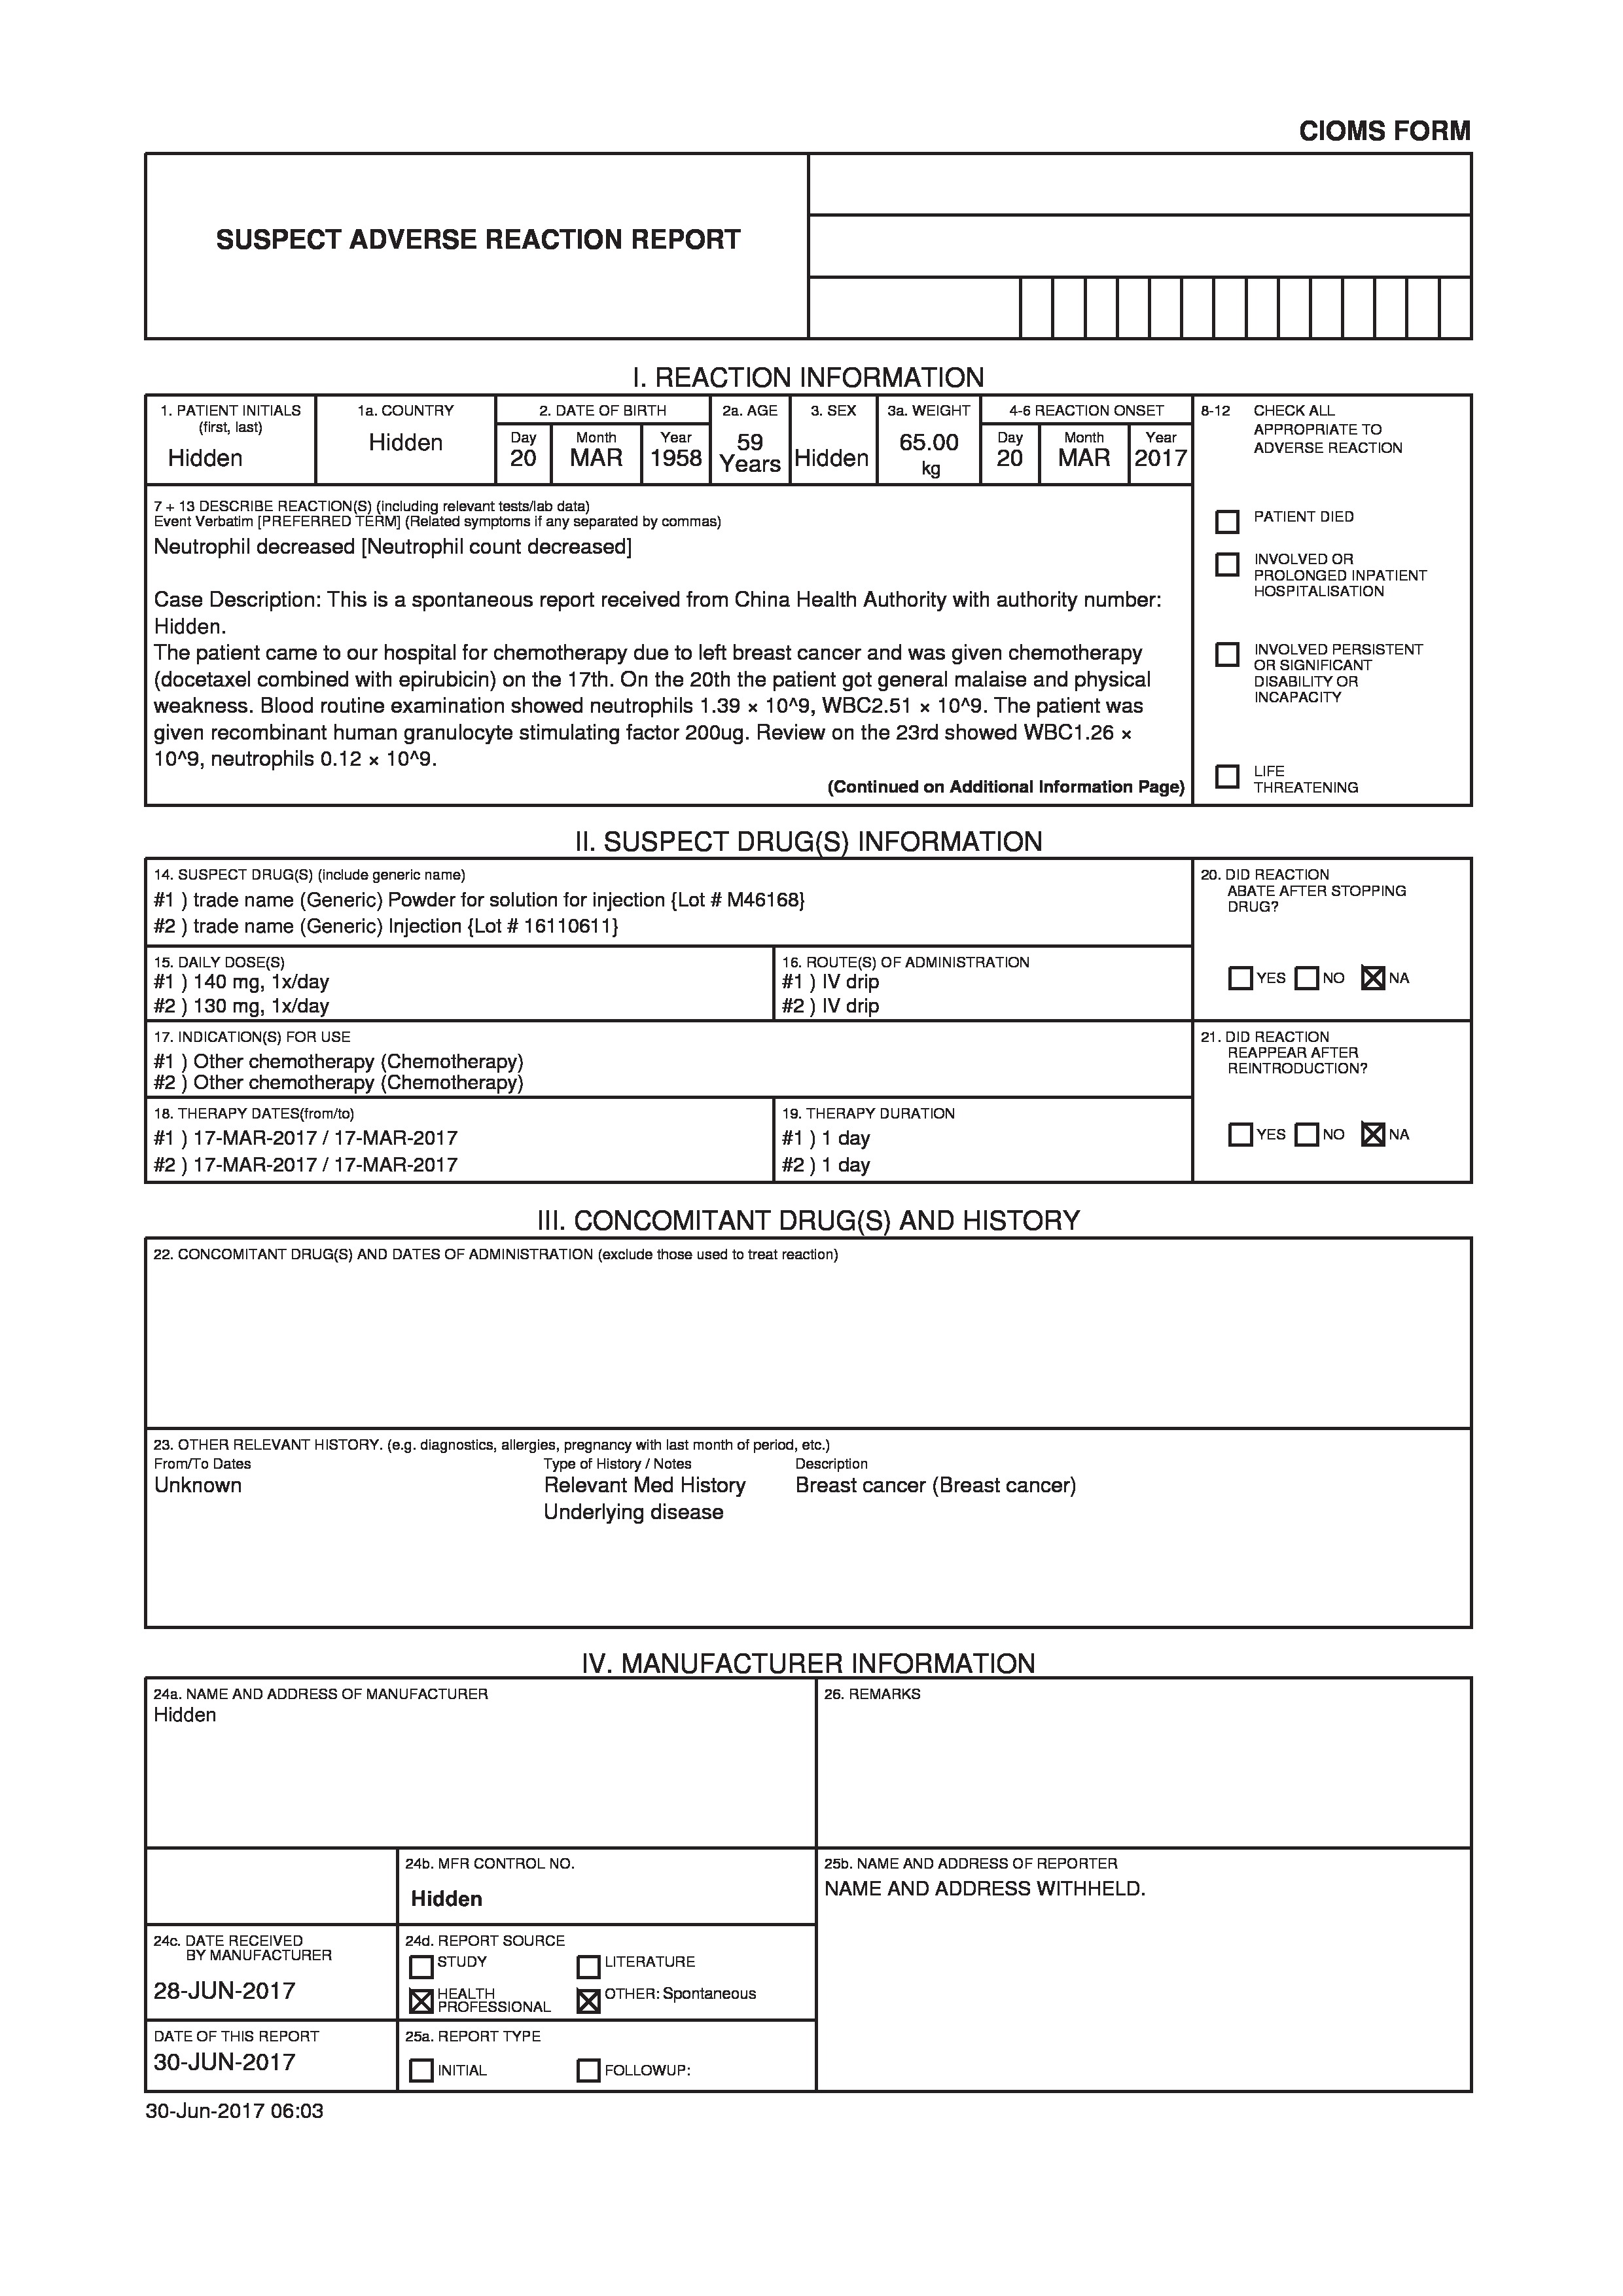 CIOMS FORM
SUSPECT ADVERSE REACTION REPORT
I. REACTION INFORMATION
1. PATIENT INITIALS
(first, last)
Hidden
1a. COUNTRY
Hidden
2. DATE OF BIRTH
Day
20
Month
MAR
Year
1958
2a. AGE
59
Years
3. SEX
Hidden
3a. WEIGHT
65.00
kg
4-6 REACTION ONSET
Day
20
Month
MAR
Year
2017
8-12 CHECK ALL
APPROPRIATE TO
ADVERSE REACTION
PATIENT DIED
INVOLVED OR
PROLONGED INPATIENT
HOSPITALISATION
INVOLVED PERSISTENT
OR SIGNIFICANT
DISABILITY OR
INCAPACITY
LIFE
THREATENING
7 + 13 DESCRIBE REACTION(S) (including relevant tests/lab data)
Event Verbatim [PREFERRED TERM] (Related symptoms if any separated by commas)
Neutrophil decreased [Neutrophil count decreased]
Case Description: This is a spontaneous report received from China Health Authority with authority number:
Hidden.
The patient came to our hospital for chemotherapy due to left breast cancer and was given chemotherapy
(docetaxel combined with epirubicin) on the 17th. On the 20th the patient got general malaise and physical
weakness. Blood routine examination showed neutrophils 1.39 × 10^9, WBC2.51 × 10^9. The patient was
given recombinant human granulocyte stimulating factor 200ug. Review on the 23rd showed WBC1.26 ×
10^9, neutrophils 0.12 × 10^9.
(Continued on Additional Information Page)
II. SUSPECT DRUG(S) INFORMATION
14. SUSPECT DRUG(S) (include generic name)
#1 ) trade name (Generic) Powder for solution for injection {Lot # M46168}
#2 ) trade name (Generic) Injection {Lot # 16110611}
20. DID REACTION
ABATE AFTER STOPPING
DRUG?
YES NO NA
15. DAILY DOSE(S)
#1 ) 140 mg, 1x/day
#2 ) 130 mg, 1x/day
16. ROUTE(S) OF ADMINISTRATION
#1 ) IV drip
#2 ) IV drip
17. INDICATION(S) FOR USE
#1 ) Other chemotherapy (Chemotherapy)
#2 ) Other chemotherapy (Chemotherapy)
21. DID REACTION
REAPPEAR AFTER
REINTRODUCTION?
YES NO NA
18. THERAPY DATES(from/to)
#1 ) 17-MAR-2017 / 17-MAR-2017
#2 ) 17-MAR-2017 / 17-MAR-2017
19. THERAPY DURATION
#1 ) 1 day
#2 ) 1 day
III. CONCOMITANT DRUG(S) AND HISTORY
22. CONCOMITANT DRUG(S) AND DATES OF ADMINISTRATION (exclude those used to treat reaction)
23. OTHER RELEVANT HISTORY. (e.g. diagnostics, allergies, pregnancy with last month of period, etc.)
From/To Dates Type of History / Notes Description
Unknown Relevant Med History Breast cancer (Breast cancer)
Underlying disease
IV. MANUFACTURER INFORMATION
24a. NAME AND ADDRESS OF MANUFACTURER
Hidden
26. REMARKS
24b. MFR CONTROL NO.
Hidden
25b. NAME AND ADDRESS OF REPORTER
NAME AND ADDRESS WITHHELD.
24c. DATE RECEIVED
BY MANUFACTURER
28-JUN-2017
24d. REPORT SOURCE
STUDY LITERATURE
HEALTH
PROFESSIONAL
OTHER: Spontaneous
DATE OF THIS REPORT
30-JUN-2017
25a. REPORT TYPE
INITIAL FOLLOWUP:
30-Jun-2017 06:03